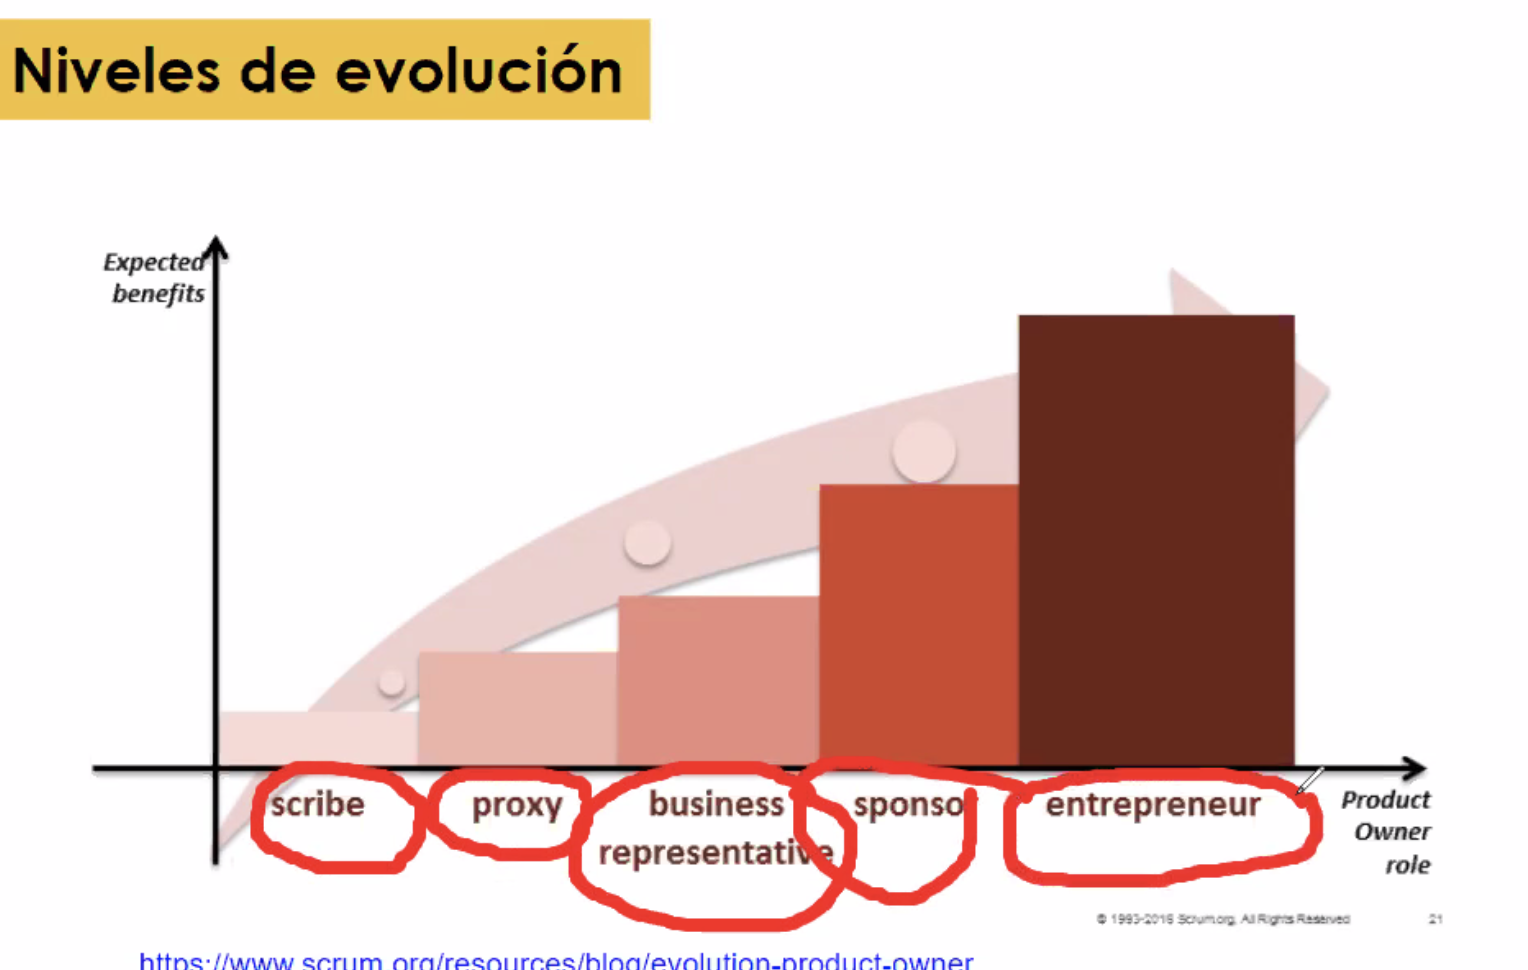 Niveles de evolución
Expected
benefits
scribe
proxy
business
representative
sponso
entrepreneur
Product
Owner
role
© 1993-2016 Scrum.org, All Rights Reserved
21
https://www.scrum.org/resources/blog/evolution-product-owner